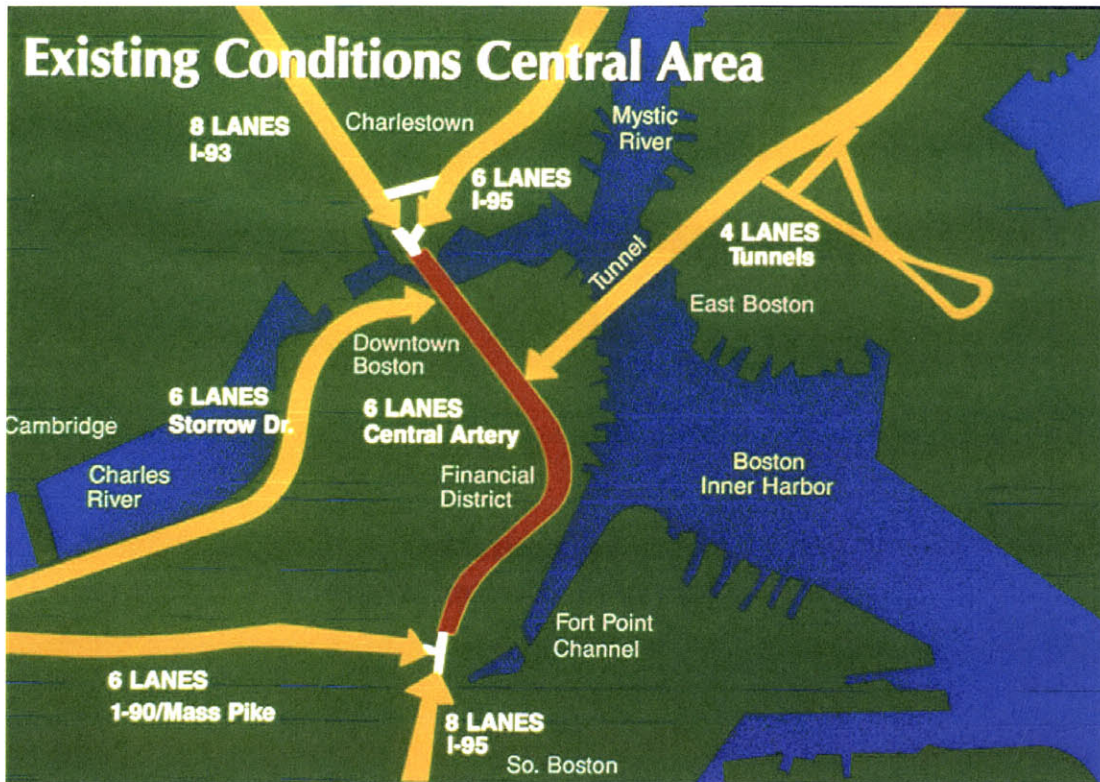 Existing Conditions Central Area
8 LANES
I-93
Charlestown
Mystic
River
6 LANES
I-95
Tunnel
4 LANES
Tunnels
East Boston
Downtown
Boston
6 LANES
Storrow Dr.
Cambridge
6 LANES
Central Artery
Charles
River
Financial
District
Boston
Inner Harbor
Fort Point
Channel
6 LANES
1-90/Mass Pike
8 LANES
I-95
So. Boston